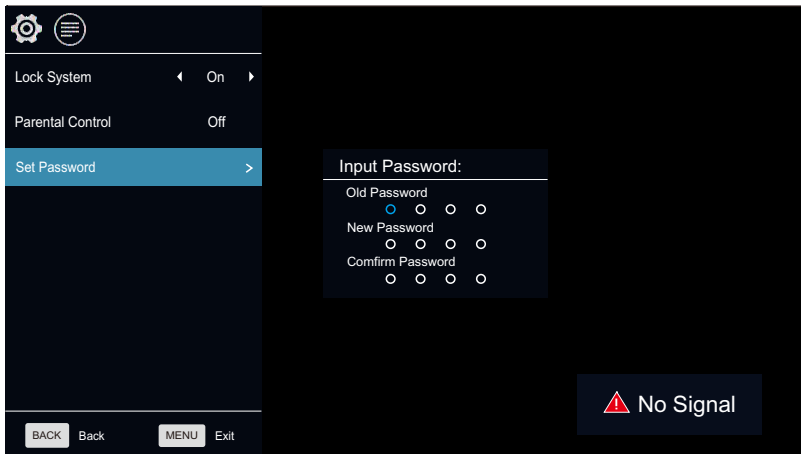 Lock System On
Parental Control Off
Set Password >
Input Password:
Old Password
New Password
Comfirm Password
No Signal
BACK Back MENU Exit